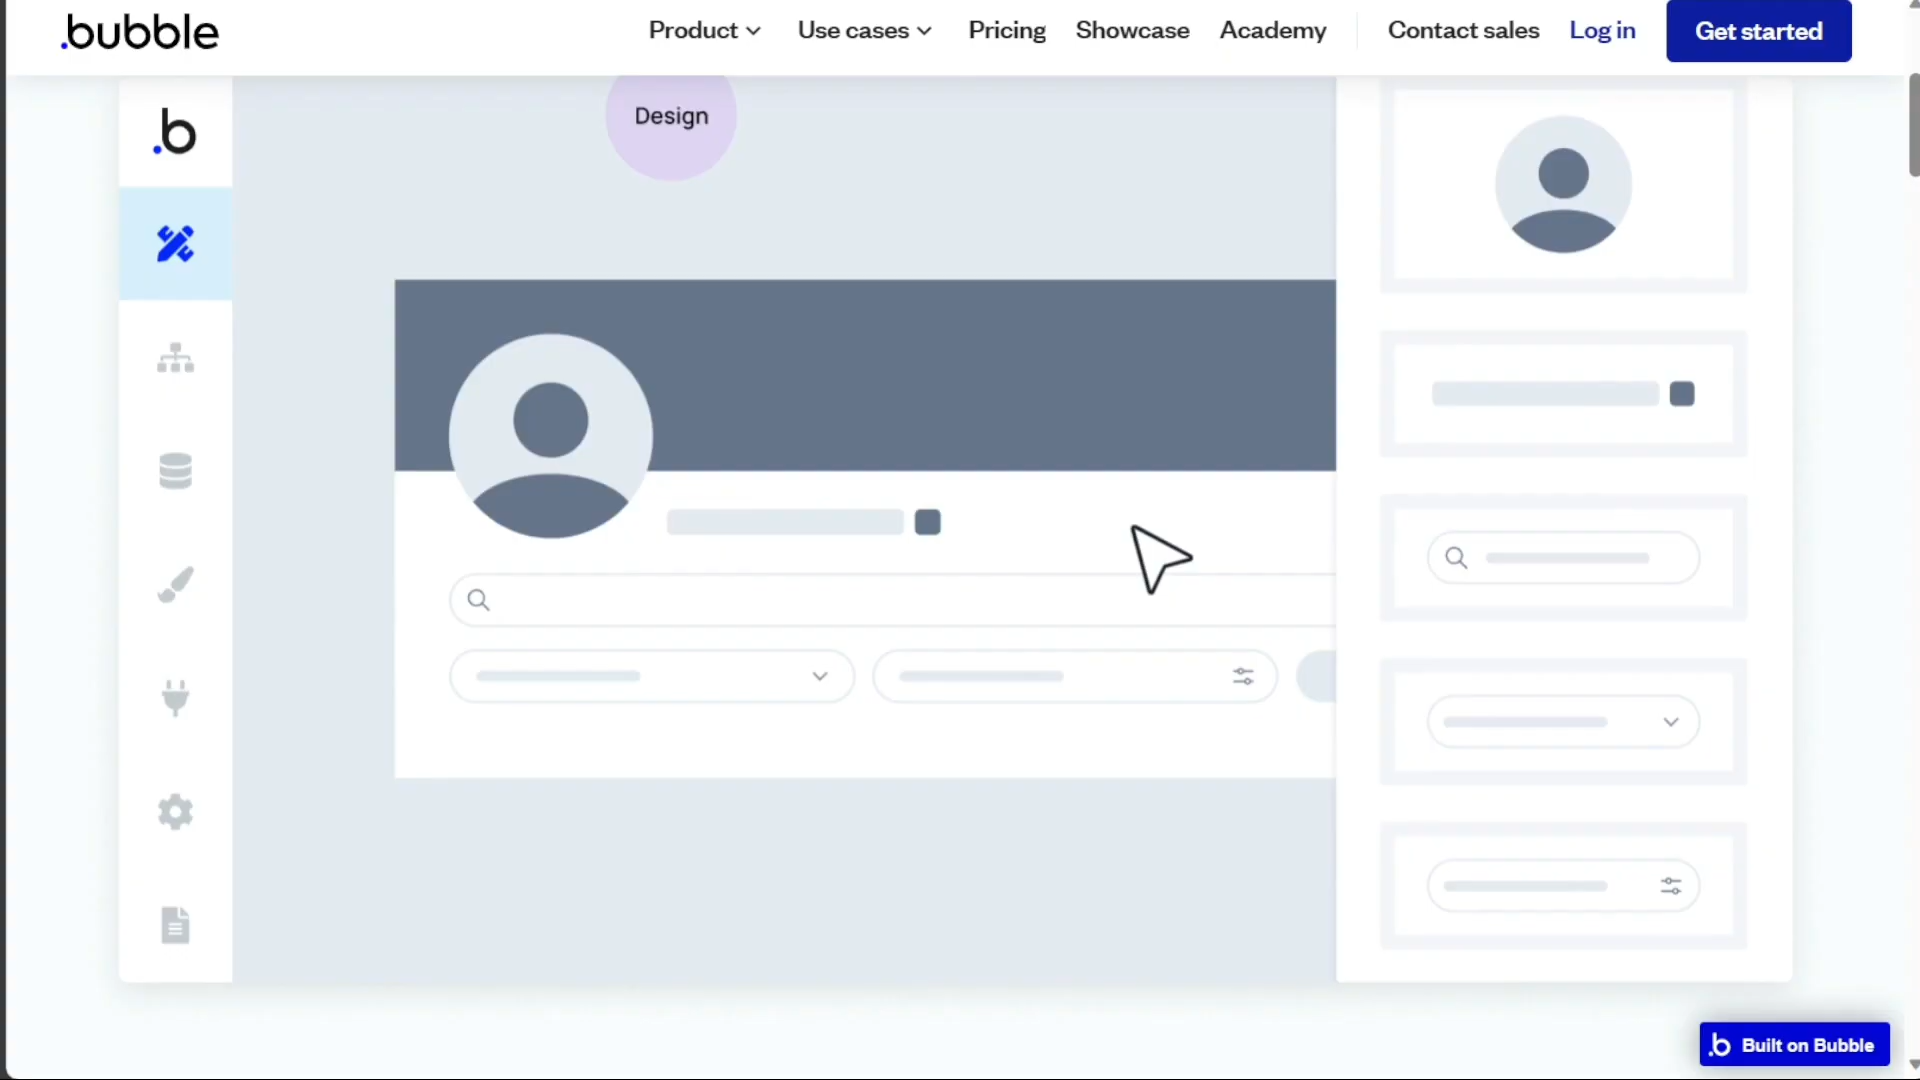 .bubble
Product
Use cases
Pricing
Showcase
Academy
Contact sales
Log in
Get started
.b
Design
.b Built on Bubble